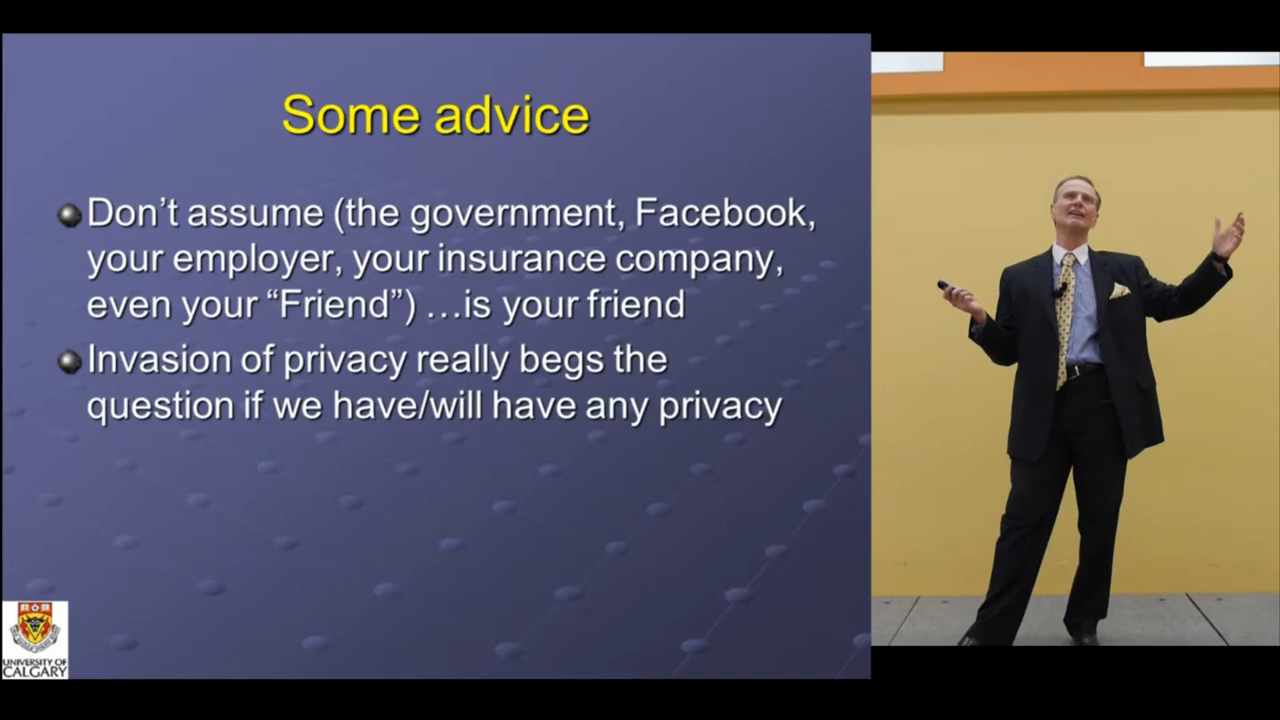 Some advice
Don’t assume (the government, Facebook,
your employer, your insurance company,
even your “Friend”) …is your friend
Invasion of privacy really begs the
question if we have/will have any privacy
UNIVERSITY OF
CALGARY